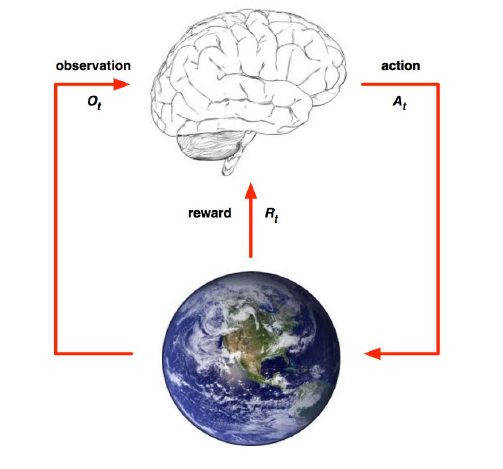 observation
O_t
action
A_t
reward R_t